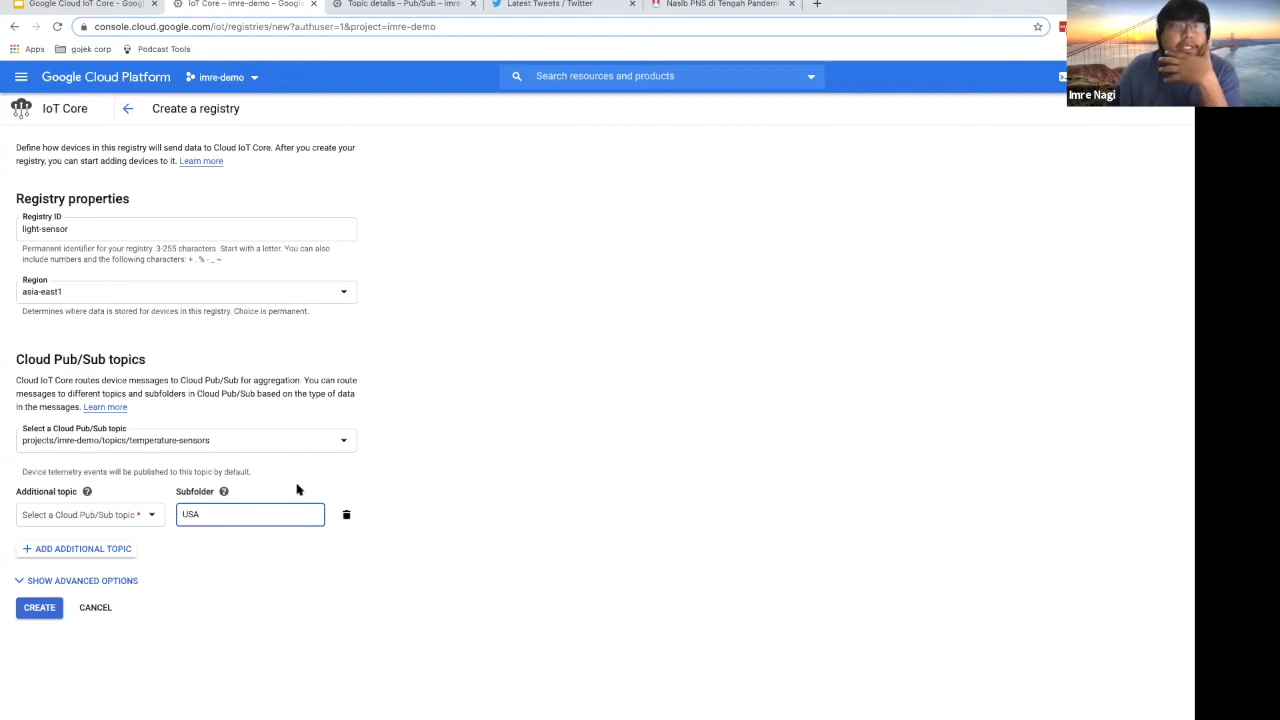 Google Cloud IoT Core - Goog
IoT Core – imre-demo – Google
Topic details – Pub/Sub – imre-
Latest Tweets / Twitter
Nasib PNS di Tengah Pandemi
console.cloud.google.com/iot/registries/new?authuser=1&project=imre-demo
Apps
gojek corp
Podcast Tools
Google Cloud Platform
imre-demo
Search resources and products
Imre Nagi
IoT Core
Create a registry
Define how devices in this registry will send data to Cloud IoT Core. After you create your
registry, you can start adding devices to it. Learn more
Registry properties
Registry ID
light-sensor
Permanent identifier for your registry. 3-255 characters. Start with a letter. You can also
include numbers and the following characters: + . % - _ ~
Region
asia-east1
Determines where data is stored for devices in this registry. Choice is permanent.
Cloud Pub/Sub topics
Cloud IoT Core routes device messages to Cloud Pub/Sub for aggregation. You can route
messages to different topics and subfolders in Cloud Pub/Sub based on the type of data
in the messages. Learn more
Select a Cloud Pub/Sub topic
projects/imre-demo/topics/temperature-sensors
Device telemetry events will be published to this topic by default.
Additional topic ? Subfolder ?
Select a Cloud Pub/Sub topic * USA
+ ADD ADDITIONAL TOPIC
SHOW ADVANCED OPTIONS
CREATE CANCEL